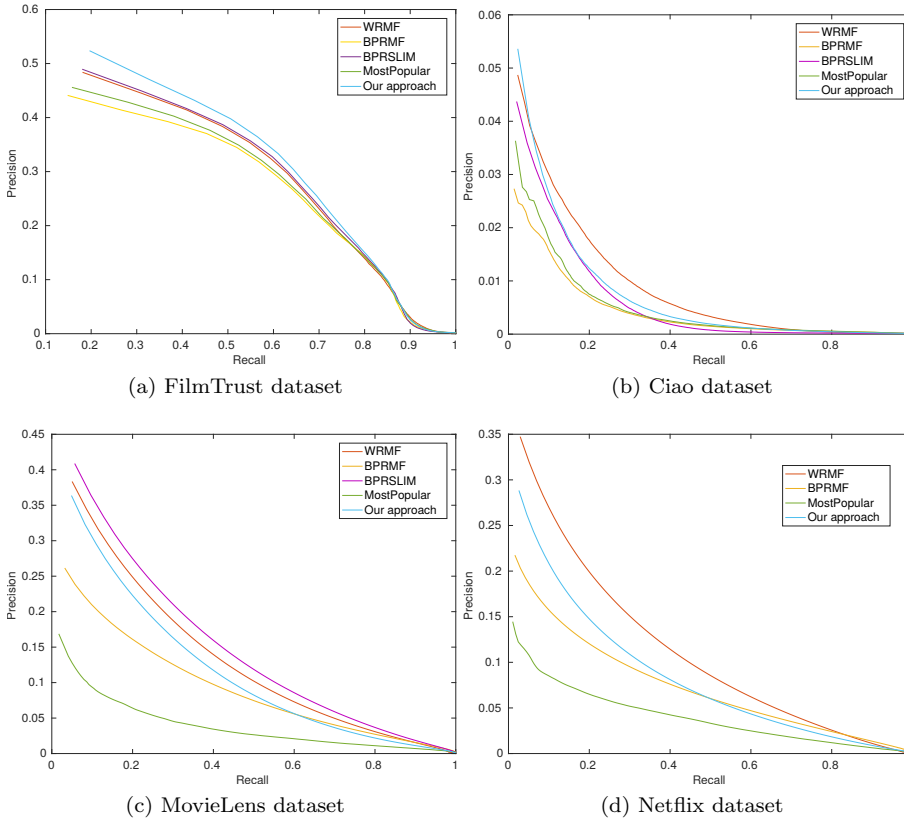 0.6
0.5
0.4
0.3
0.2
0.1
0
Precision
0.1 0.2 0.3 0.4 0.5 0.6 0.7 0.8 0.9 1
Recall
WRMF
BPRMF
BPRSLIM
MostPopular
Our approach
(a) FilmTrust dataset
0.06
0.05
0.04
0.03
0.02
0.01
0
Precision
0 0.2 0.4 0.6 0.8
Recall
WRMF
BPRMF
BPRSLIM
MostPopular
Our approach
(b) Ciao dataset
0.45
0.4
0.35
0.3
0.25
0.2
0.15
0.1
0.05
0
Precision
0 0.2 0.4 0.6 0.8 1
Recall
WRMF
BPRMF
BPRSLIM
MostPopular
Our approach
(c) MovieLens dataset
0.35
0.3
0.25
0.2
0.15
0.1
0.05
0
Precision
0 0.2 0.4 0.6 0.8
Recall
WRMF
BPRMF
MostPopular
Our approach
(d) Netflix dataset